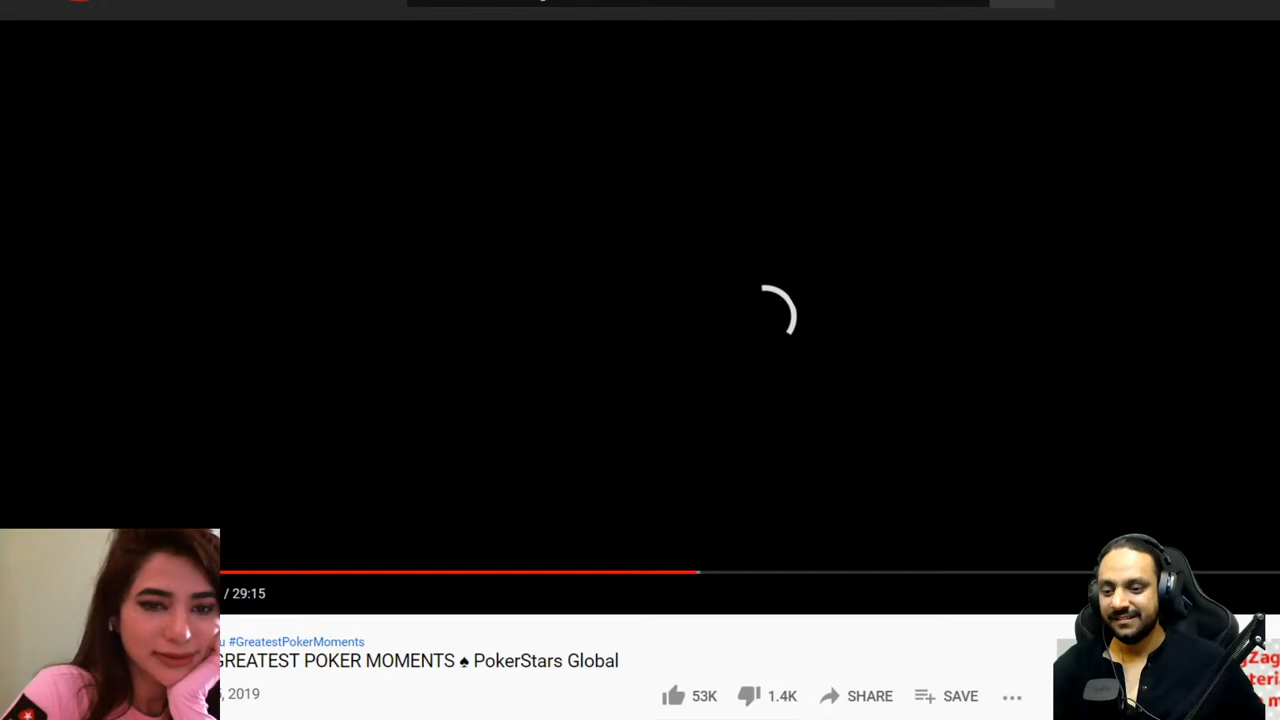 / 29:15
u #GreatestPokerMoments
GREATEST POKER MOMENTS ♠ PokerStars Global
, 2019
53K
1.4K
SHARE
SAVE